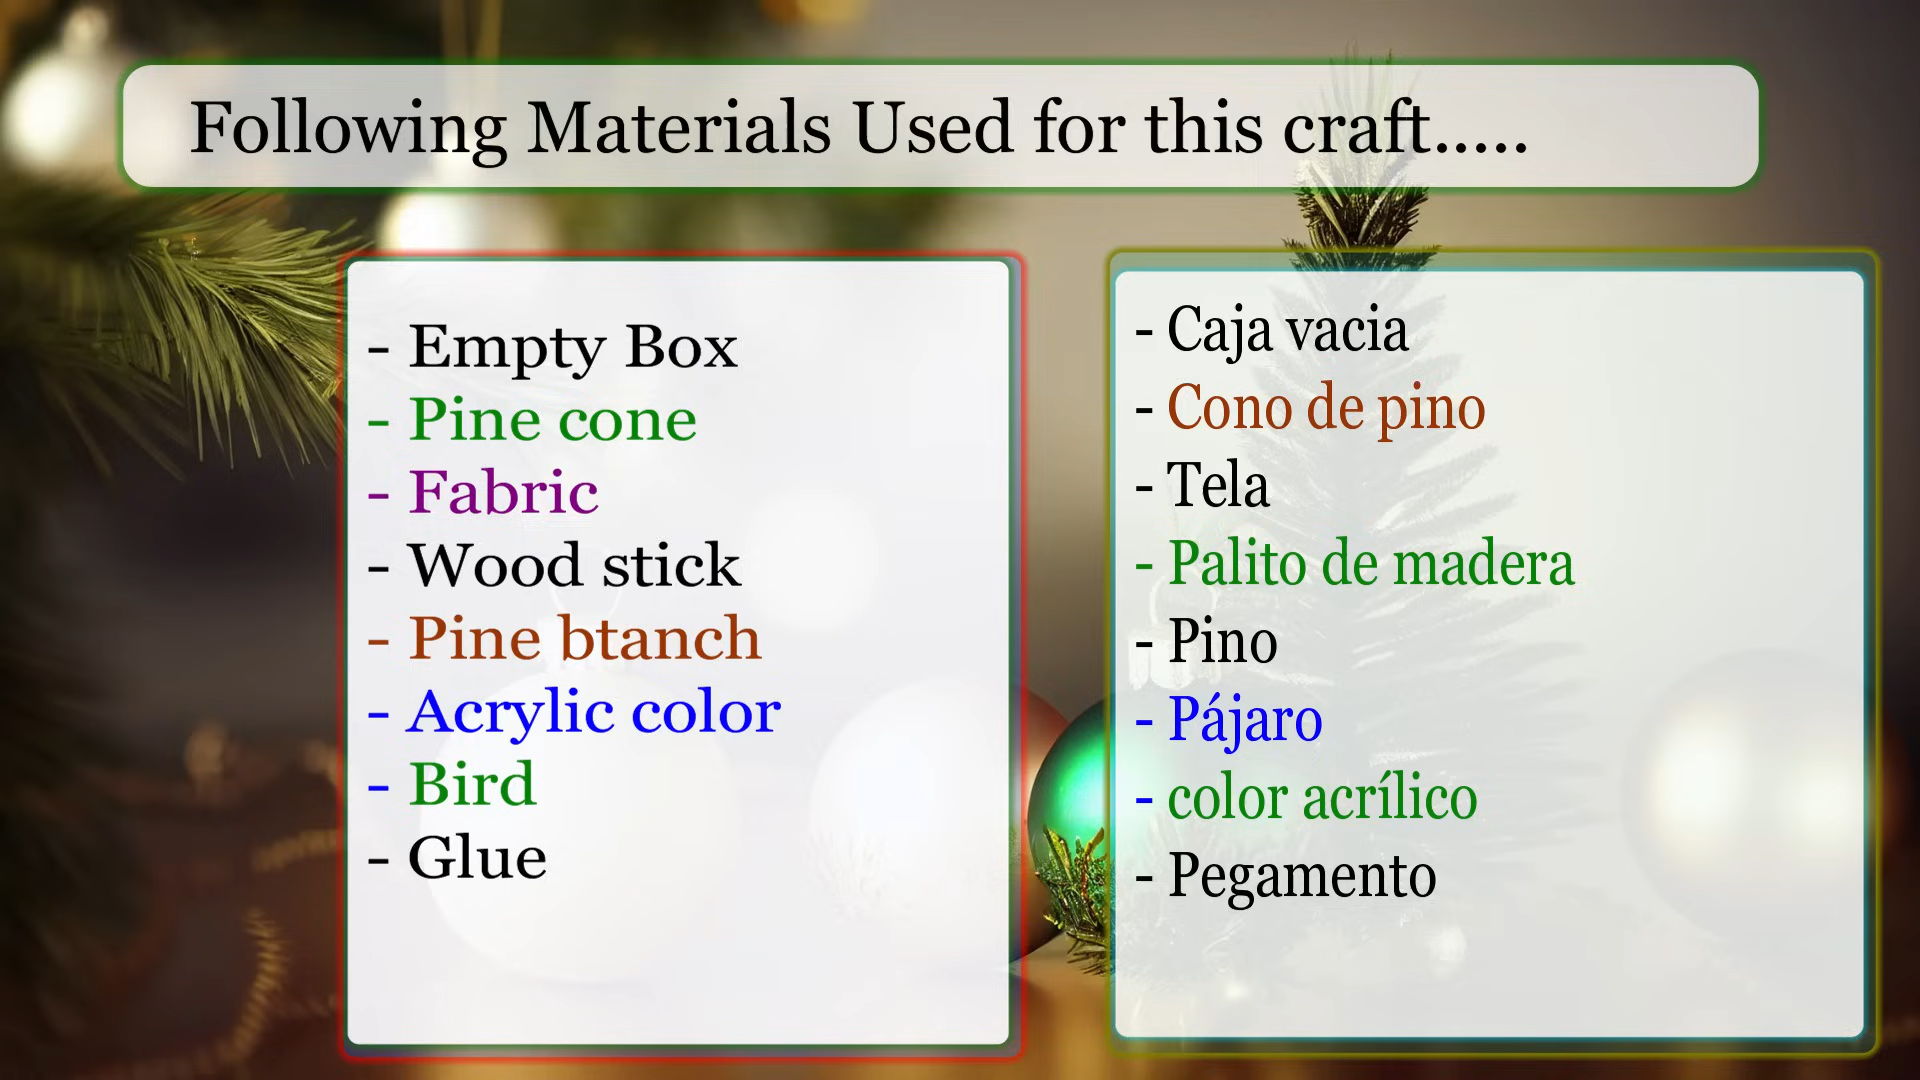 Following Materials Used for this craft.....
- Empty Box
- Pine cone
- Fabric
- Wood stick
- Pine btanch
- Acrylic color
- Bird
- Glue
- Caja vacia
- Cono de pino
- Tela
- Palito de madera
- Pino
- Pájaro
- color acrílico
- Pegamento